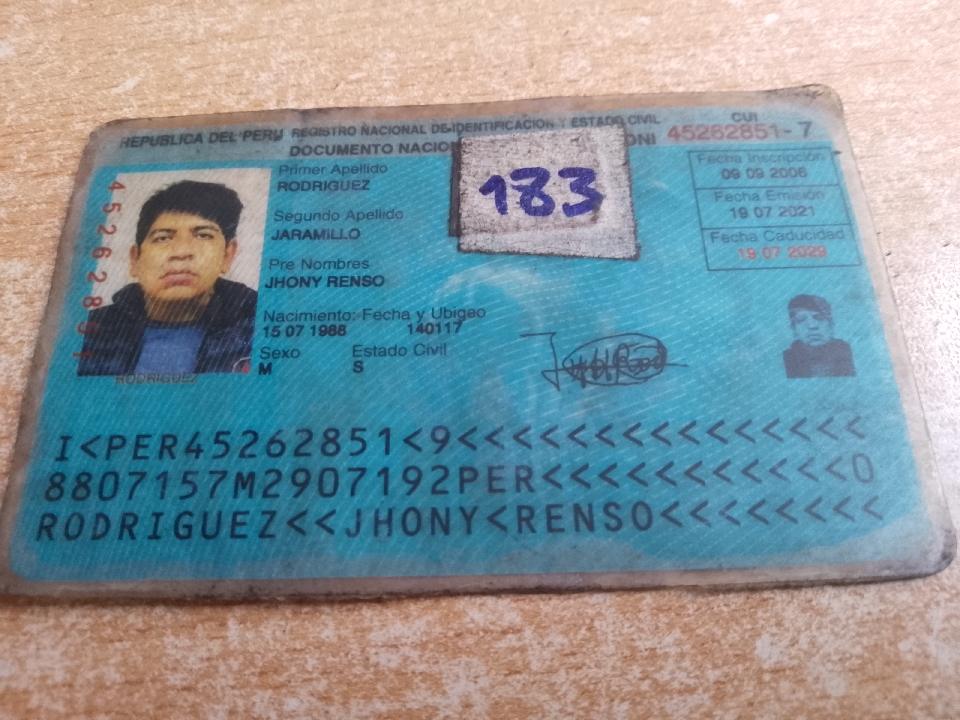 REPUBLICA DEL PERU REGISTRO NACIONAL DE IDENTIFICACION Y ESTADO CIVIL
DOCUMENTO NACION
CUI
45262851-7
183
Primer Apellido
RODRIGUEZ
Segundo Apellido
JARAMILLO
Pre Nombres
JHONY RENSO
Nacimiento: Fecha y Ubigeo
15 07 1988 140117
Sexo Estado Civil
M S
Fecha Inscripción
09 09 2006
Fecha Emisión
19 07 2021
Fecha Caducidad
19 07 2029
45262851
RODRIGUEZ
I<PER45262851<9<<<<<<<<<<<<<<<
8807157M2907192PER<<<<<<<<<<<0
RODRIGUEZ<<JHONY<RENSO<<<<<<<<